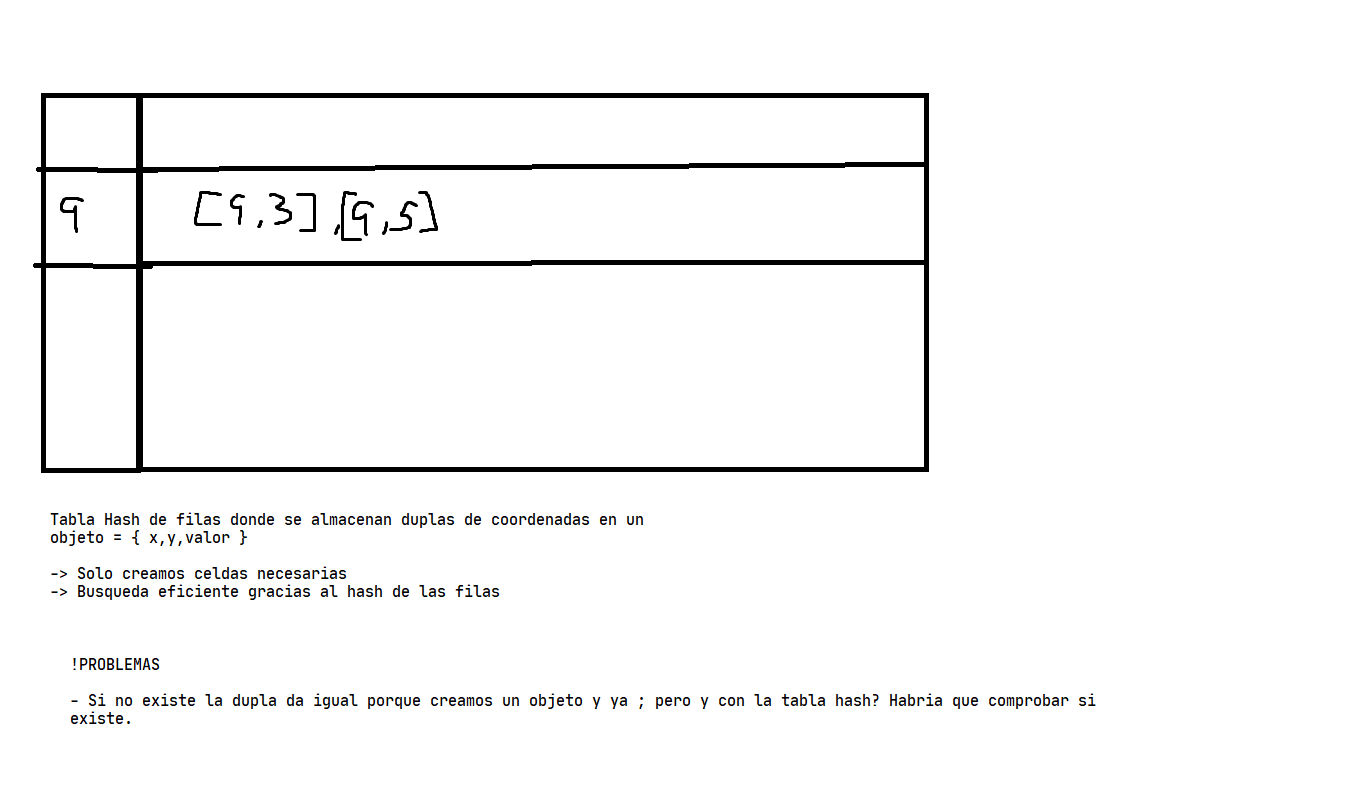 9 [9,3],[9,5]
Tabla Hash de filas donde se almacenan duplas de coordenadas en un
objeto = { x,y,valor }
-> Solo creamos celdas necesarias
-> Busqueda eficiente gracias al hash de las filas
!PROBLEMAS
- Si no existe la dupla da igual porque creamos un objeto y ya ; pero y con la tabla hash? Habria que comprobar si
existe.